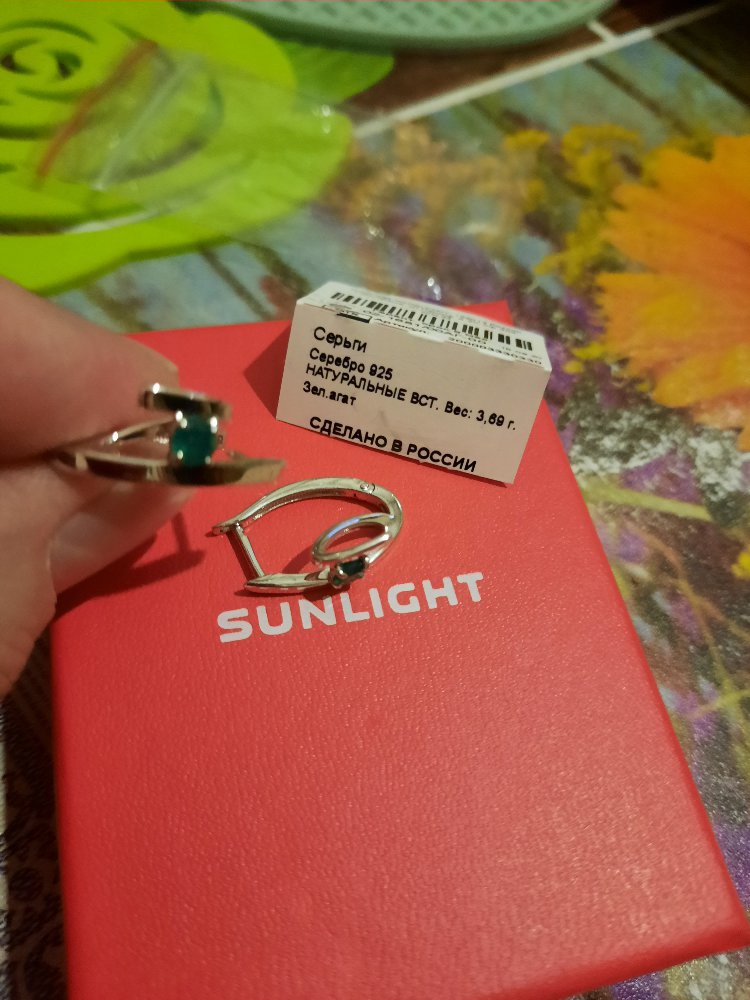 Серьги
Серебро 925
НАТУРАЛЬНЫЕ ВСТ. Вес: 3,69 г.
Зел.агат
СДЕЛАНО В РОССИИ
SUNLIGHT